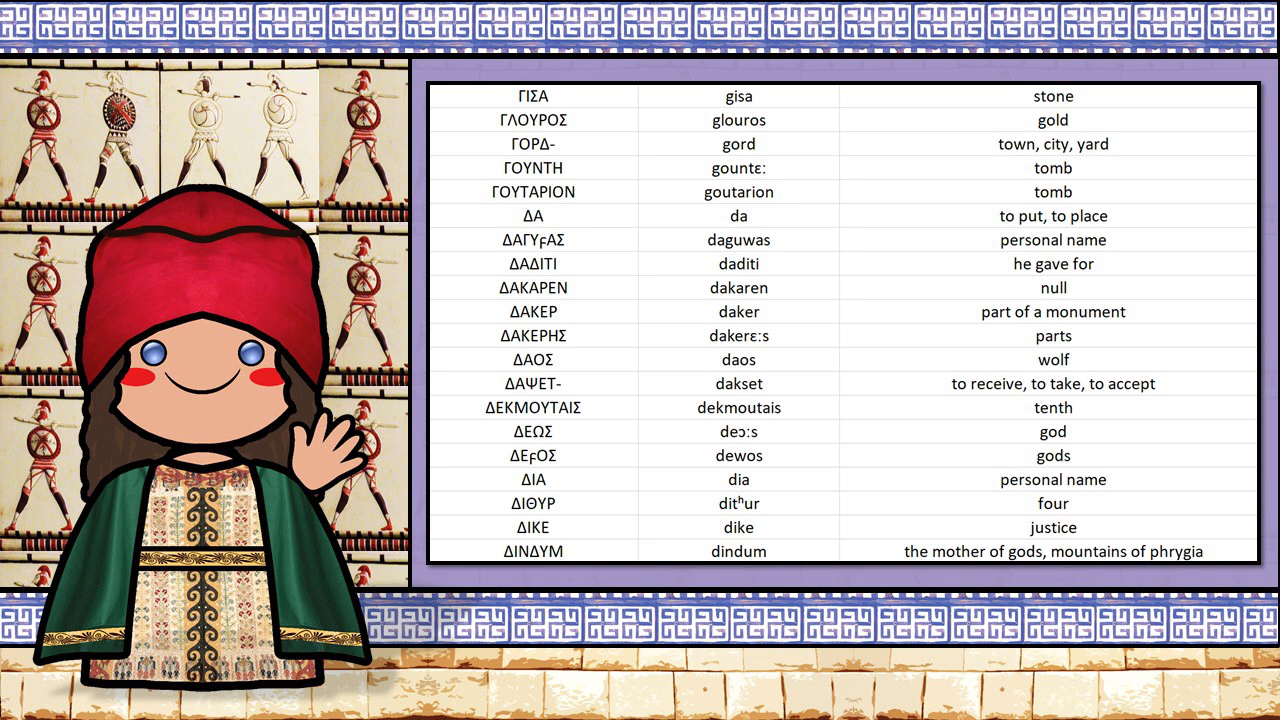 ΓΙΣΑ gisa stone
ΓΛΟΥΡΟΣ glouros gold
ΓΟΡΔ- gord town, city, yard
ΓΟΥΝΤΗ gountɛː tomb
ΓΟΥΤΑΡΙΟΝ goutarion tomb
ΔΑ da to put, to place
ΔΑΓΥϝΑΣ daguwas personal name
ΔΑΔΙΤΙ daditi he gave for
ΔΑΚΑΡΕΝ dakaren null
ΔΑΚΕΡ daker part of a monument
ΔΑΚΕΡΗΣ dakerɛːs parts
ΔΑΟΣ daos wolf
ΔΑΨΕΤ- dakset to receive, to take, to accept
ΔΕΚΜΟΥΤΑΙΣ dekmoutais tenth
ΔΕΩΣ deɔːs god
ΔΕϝΟΣ dewos gods
ΔΙΑ dia personal name
ΔΙΘΥΡ ditʰur four
ΔΙΚΕ dike justice
ΔΙΝΔΥΜ dindum the mother of gods, mountains of phrygia